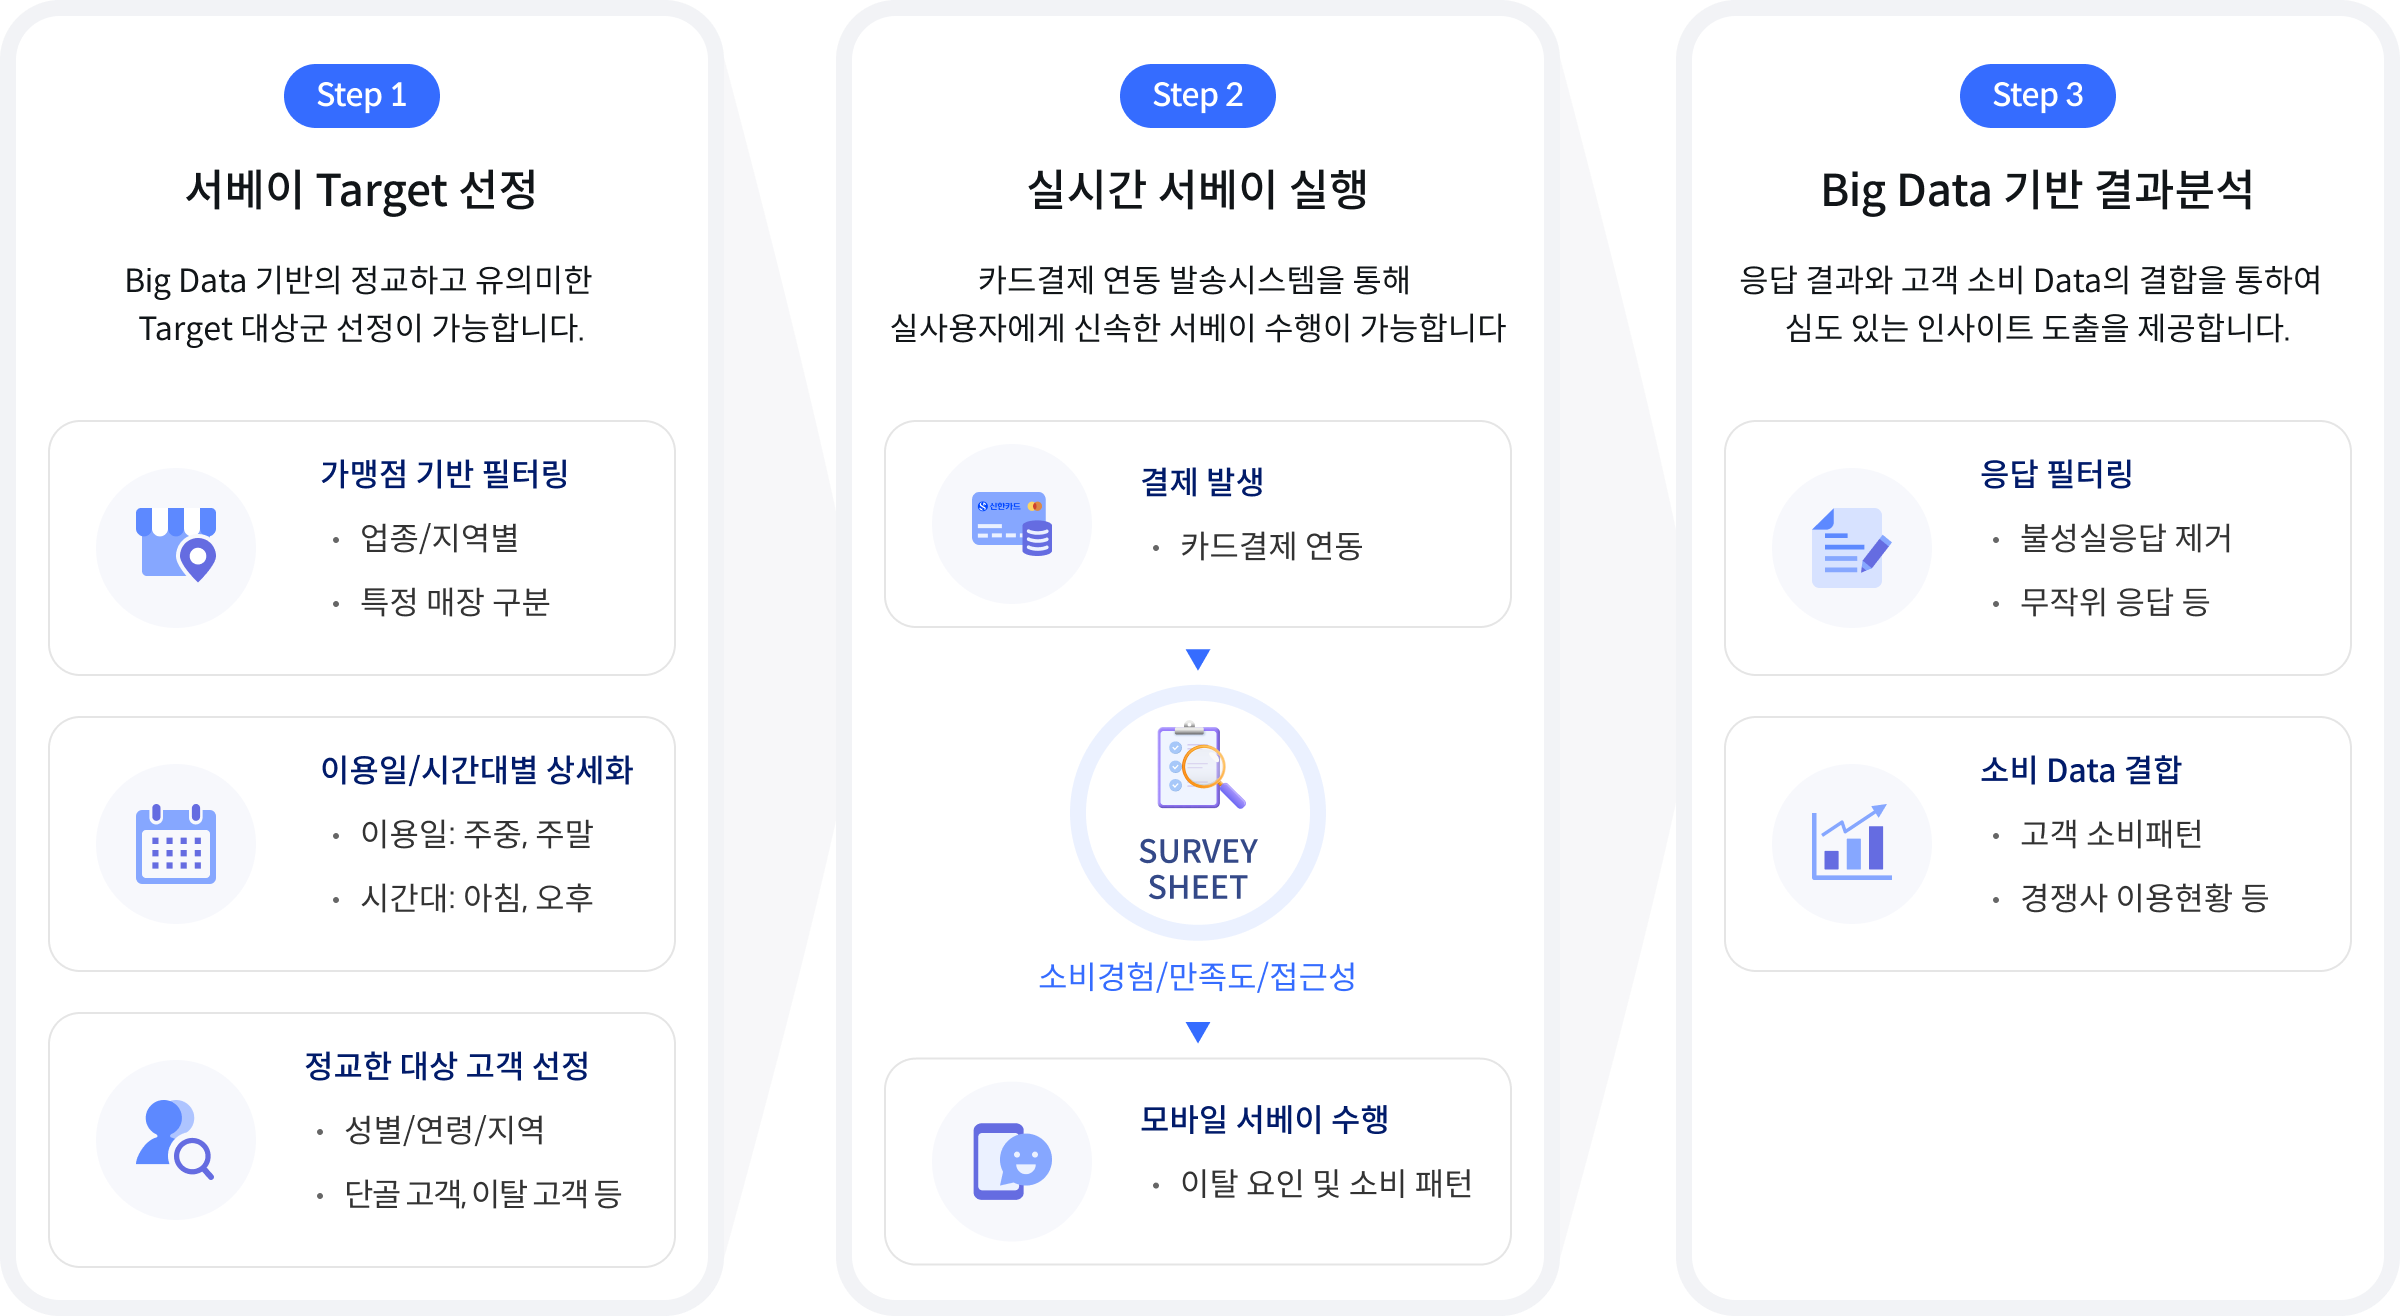 Step 1
서베이 Target 선정
Big Data 기반의 정교하고 유의미한
Target 대상군 선정이 가능합니다.
가맹점 기반 필터링
• 업종/지역별
• 특정 매장 구분
이용일/시간대별 상세화
• 이용일: 주중, 주말
• 시간대: 아침, 오후
정교한 대상 고객 선정
• 성별/연령/지역
• 단골 고객, 이탈 고객 등
Step 2
실시간 서베이 실행
카드결제 연동 발송시스템을 통해
실사용자에게 신속한 서베이 수행이 가능합니다
신한카드
결제 발생
• 카드결제 연동
SURVEY
SHEET
소비경험/만족도/접근성
모바일 서베이 수행
• 이탈 요인 및 소비 패턴
Step 3
Big Data 기반 결과분석
응답 결과와 고객 소비 Data의 결합을 통하여
심도 있는 인사이트 도출을 제공합니다.
응답 필터링
• 불성실응답 제거
• 무작위 응답 등
소비 Data 결합
• 고객 소비패턴
• 경쟁사 이용현황 등